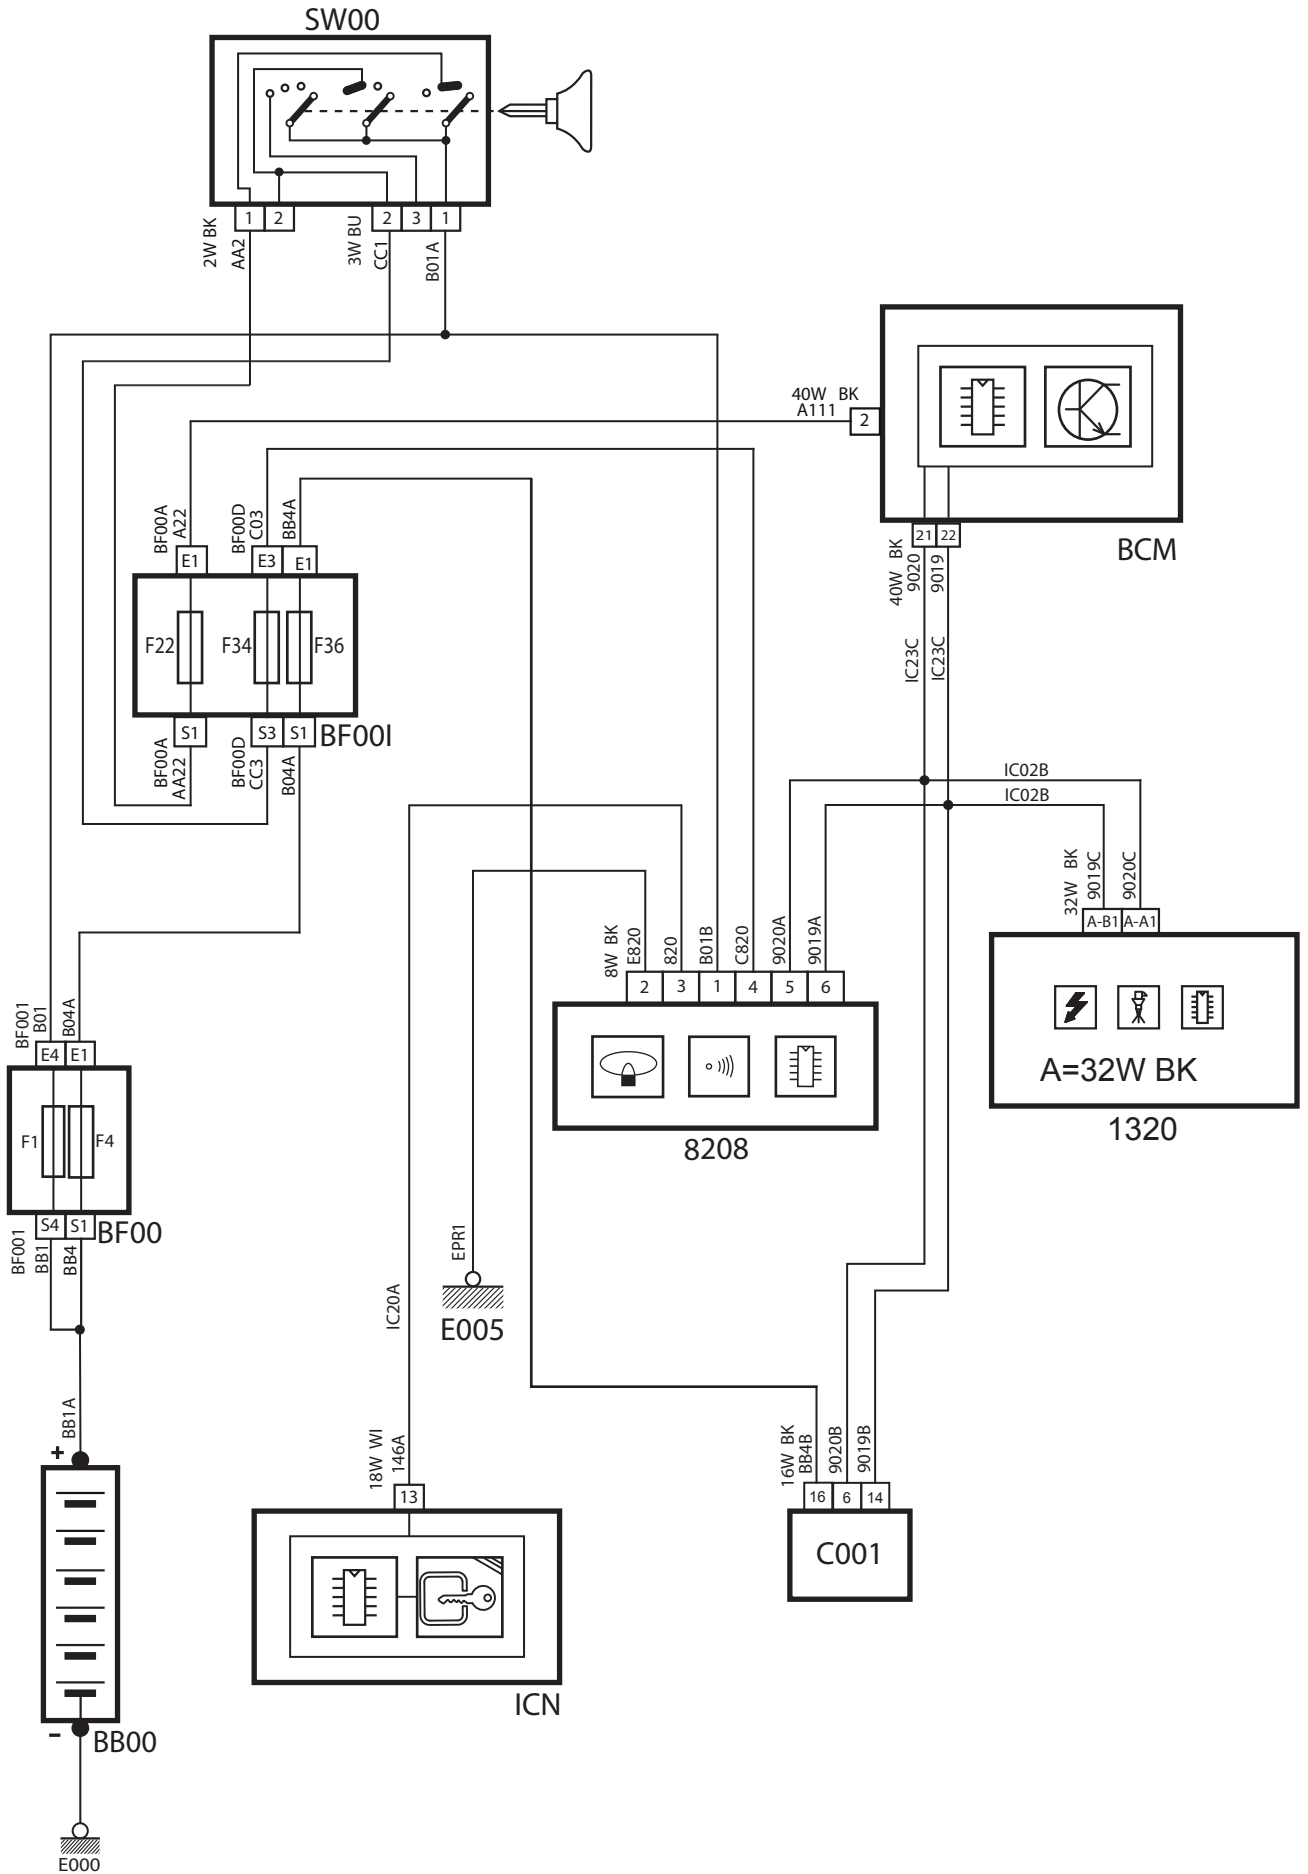 SW00
1
2
2
3
1
2W BK
AA2
3W BU
CC1
B01A
40W BK
A111
2
BF00A
A22
BF00D
C03
BB4A
21
22
BCM
E1
E3
E1
40W BK
9020
9019
F22
F34
F36
IC23C
IC23C
S1
S3
S1
BF00I
BF00A
AA22
BF00D
CC3
B04A
IC02B
IC02B
32W BK
9019C
9020C
8W BK
E820
820
B01B
C820
9020A
9019A
A-B1
A-A1
2
3
1
4
5
6
BF001
B01
B04A
E4
E1
A=32W BK
1320
F1
F4
8208
S4
S1
BF00
BF001
BB1
BB4
EPR1
IC20A
E005
BB1A
18W WI
146A
16W BK
BB4B
9020B
9019B
+
13
16
6
14
C001
ICN
-
BB00
E000